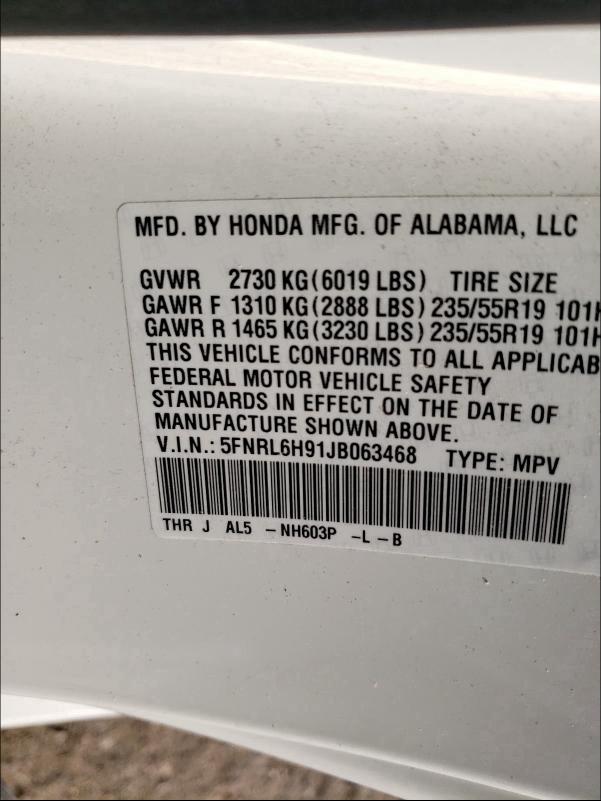 MFD. BY HONDA MFG. OF ALABAMA, LLC
GVWR 2730 KG(6019 LBS) TIRE SIZE
GAWR F 1310 KG(2888 LBS) 235/55R19 101H
GAWR R 1465 KG(3230 LBS) 235/55R19 101H
THIS VEHICLE CONFORMS TO ALL APPLICAB
FEDERAL MOTOR VEHICLE SAFETY
STANDARDS IN EFFECT ON THE DATE OF
MANUFACTURE SHOWN ABOVE.
V.I.N.: 5FNRL6H91JB063468 TYPE: MPV
THR J AL5 -NH603P -L-B